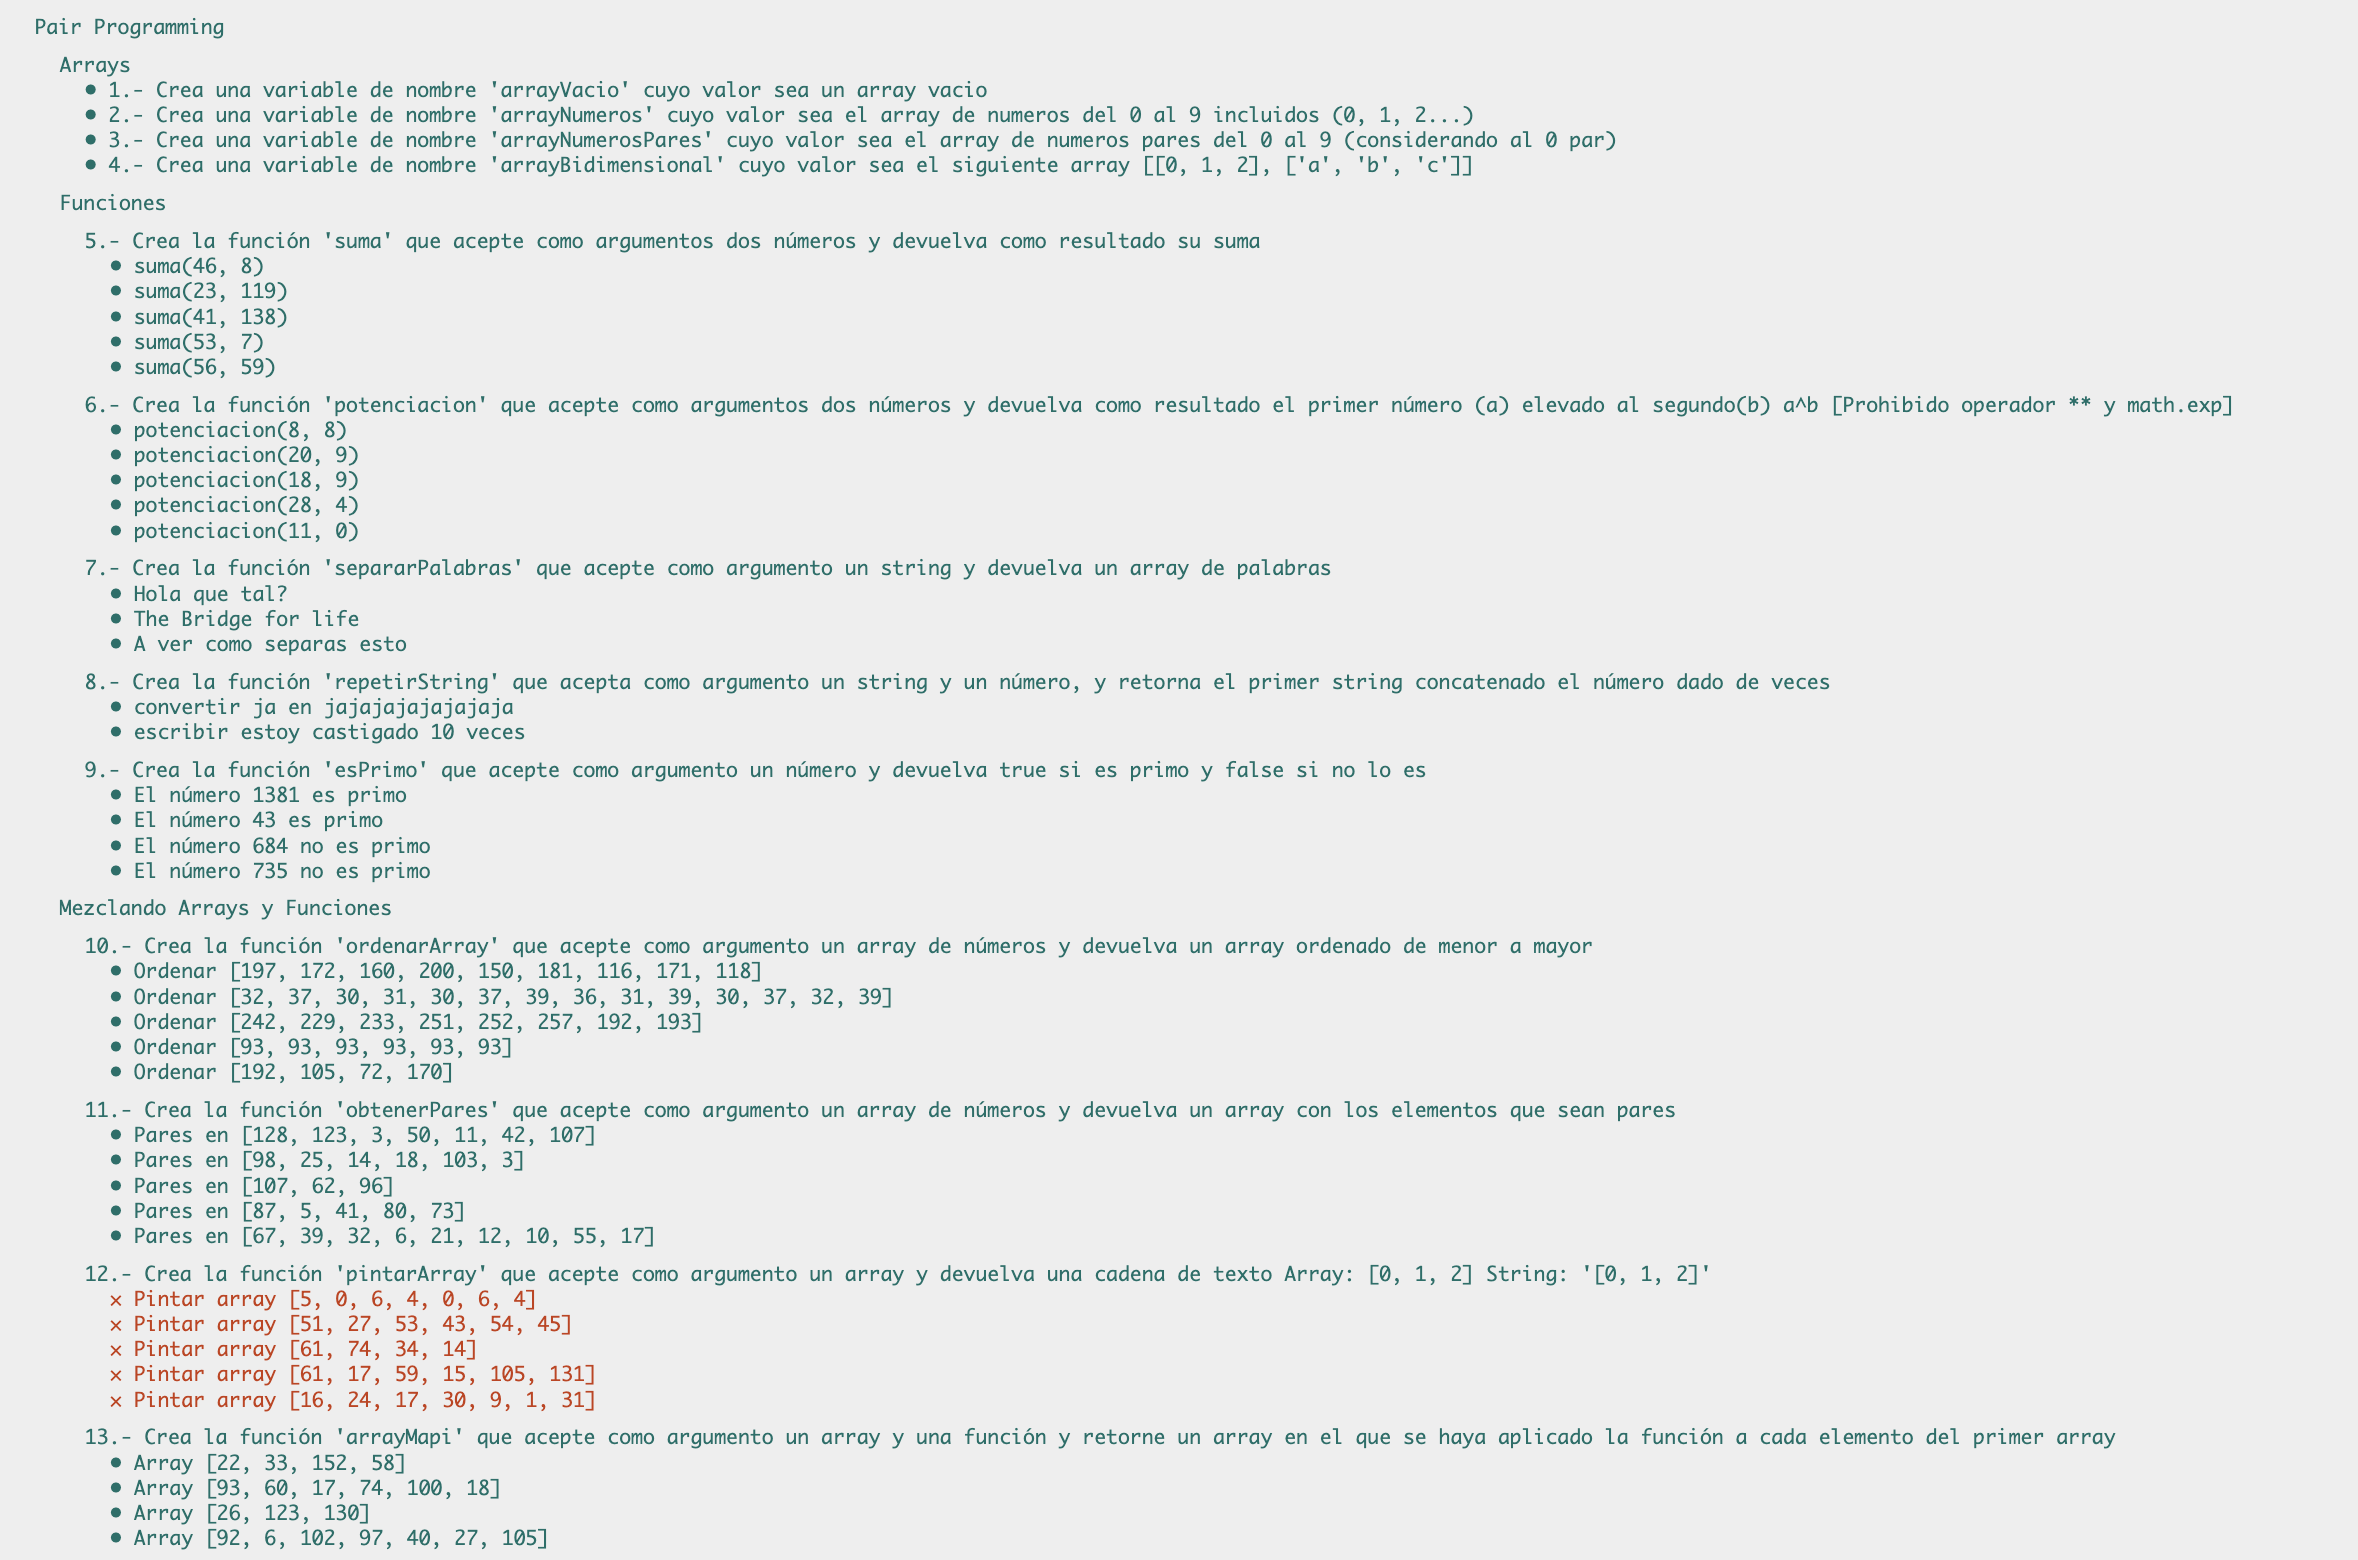 Pair Programming
Arrays
• 1.- Crea una variable de nombre 'arrayVacio' cuyo valor sea un array vacio
• 2.- Crea una variable de nombre 'arrayNumeros' cuyo valor sea el array de numeros del 0 al 9 incluidos (0, 1, 2...)
• 3.- Crea una variable de nombre 'arrayNumerosPares' cuyo valor sea el array de numeros pares del 0 al 9 (considerando al 0 par)
• 4.- Crea una variable de nombre 'arrayBidimensional' cuyo valor sea el siguiente array [[0, 1, 2], ['a', 'b', 'c']]
Funciones
5.- Crea la función 'suma' que acepte como argumentos dos números y devuelva como resultado su suma
• suma(46, 8)
• suma(23, 119)
• suma(41, 138)
• suma(53, 7)
• suma(56, 59)
6.- Crea la función 'potenciacion' que acepte como argumentos dos números y devuelva como resultado el primer número (a) elevado al segundo(b) a^b [Prohibido operador ** y math.exp]
• potenciacion(8, 8)
• potenciacion(20, 9)
• potenciacion(18, 9)
• potenciacion(28, 4)
• potenciacion(11, 0)
7.- Crea la función 'separarPalabras' que acepte como argumento un string y devuelva un array de palabras
• Hola que tal?
• The Bridge for life
• A ver como separas esto
8.- Crea la función 'repetirString' que acepta como argumento un string y un número, y retorna el primer string concatenado el número dado de veces
• convertir ja en jajajajajajajaja
• escribir estoy castigado 10 veces
9.- Crea la función 'esPrimo' que acepte como argumento un número y devuelva true si es primo y false si no lo es
• El número 1381 es primo
• El número 43 es primo
• El número 684 no es primo
• El número 735 no es primo
Mezclando Arrays y Funciones
10.- Crea la función 'ordenarArray' que acepte como argumento un array de números y devuelva un array ordenado de menor a mayor
• Ordenar [197, 172, 160, 200, 150, 181, 116, 171, 118]
• Ordenar [32, 37, 30, 31, 30, 37, 39, 36, 31, 39, 30, 37, 32, 39]
• Ordenar [242, 229, 233, 251, 252, 257, 192, 193]
• Ordenar [93, 93, 93, 93, 93, 93]
• Ordenar [192, 105, 72, 170]
11.- Crea la función 'obtenerPares' que acepte como argumento un array de números y devuelva un array con los elementos que sean pares
• Pares en [128, 123, 3, 50, 11, 42, 107]
• Pares en [98, 25, 14, 18, 103, 3]
• Pares en [107, 62, 96]
• Pares en [87, 5, 41, 80, 73]
• Pares en [67, 39, 32, 6, 21, 12, 10, 55, 17]
12.- Crea la función 'pintarArray' que acepte como argumento un array y devuelva una cadena de texto Array: [0, 1, 2] String: '[0, 1, 2]'
× Pintar array [5, 0, 6, 4, 0, 6, 4]
× Pintar array [51, 27, 53, 43, 54, 45]
× Pintar array [61, 74, 34, 14]
× Pintar array [61, 17, 59, 15, 105, 131]
× Pintar array [16, 24, 17, 30, 9, 1, 31]
13.- Crea la función 'arrayMapi' que acepte como argumento un array y una función y retorne un array en el que se haya aplicado la función a cada elemento del primer array
• Array [22, 33, 152, 58]
• Array [93, 60, 17, 74, 100, 18]
• Array [26, 123, 130]
• Array [92, 6, 102, 97, 40, 27, 105]